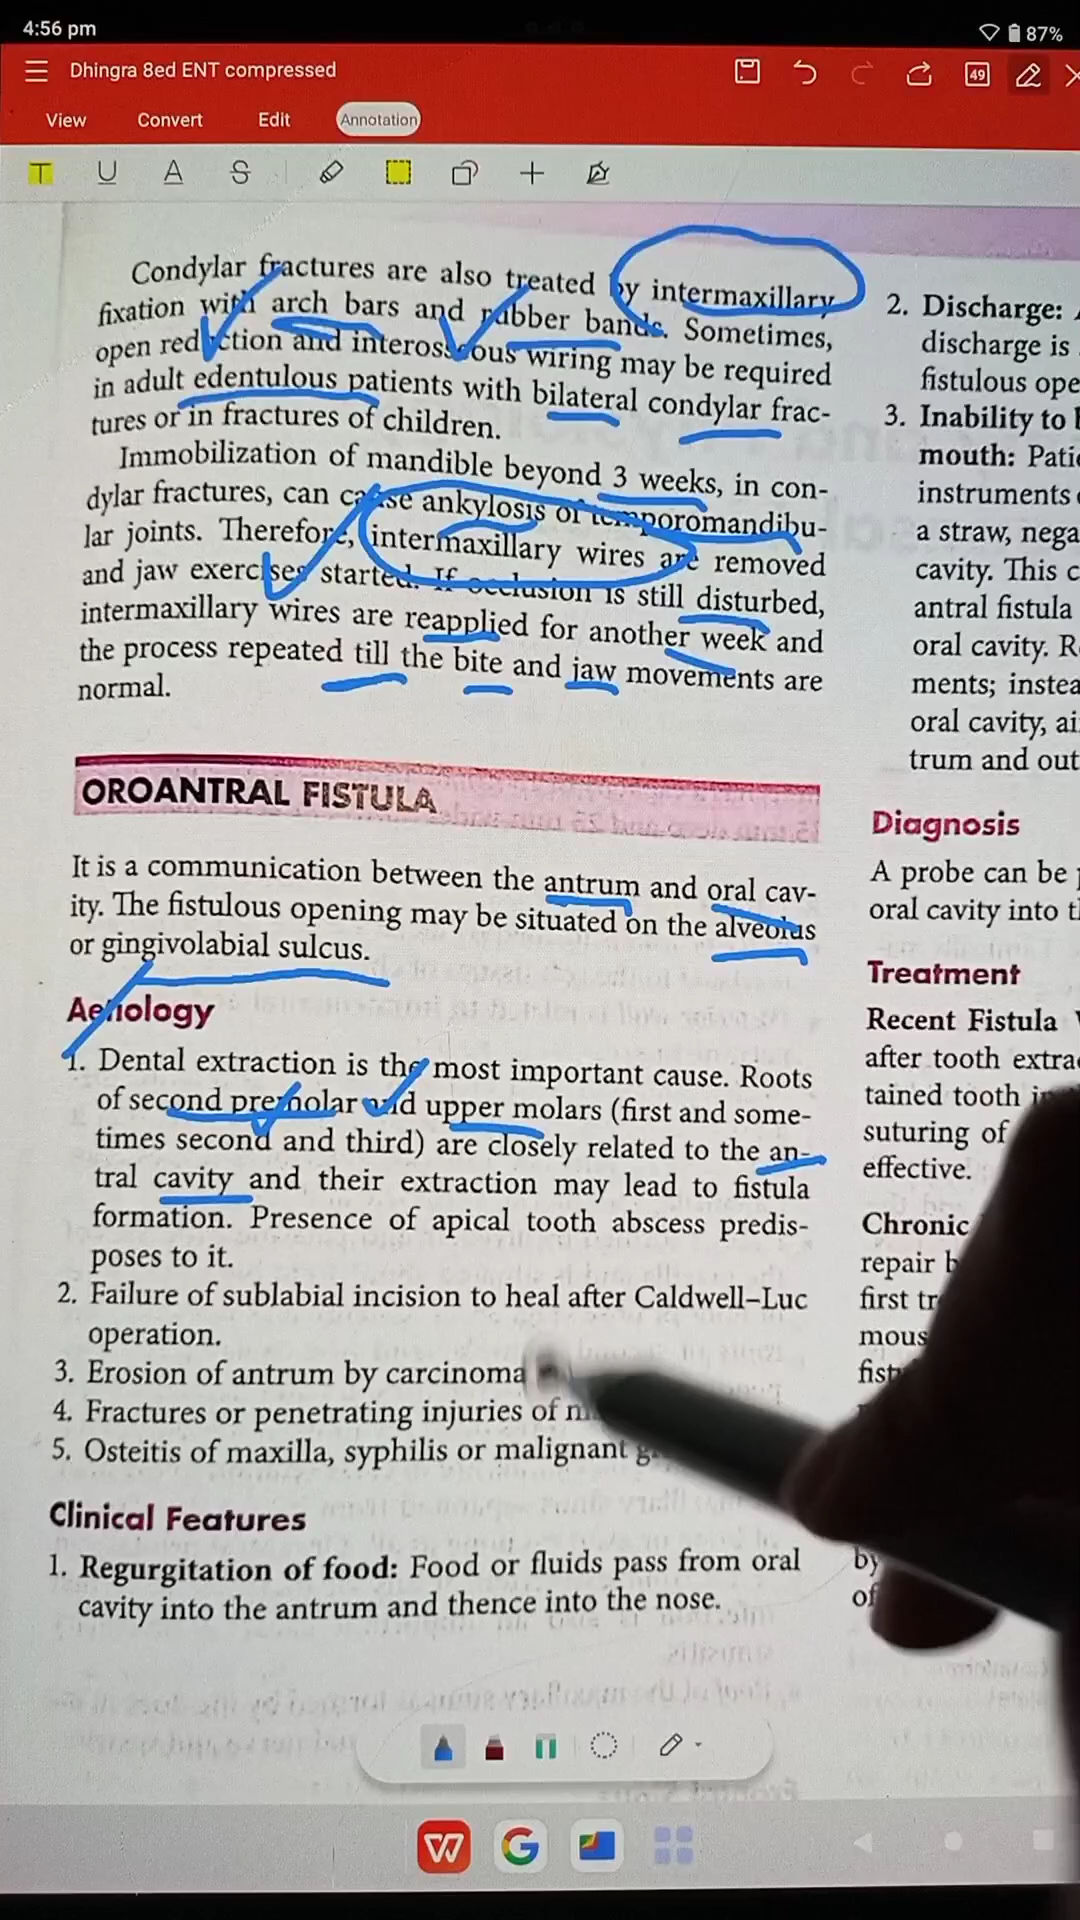 4:56 pm
87%
Dhingra 8ed ENT compressed
49
View Convert Edit Annotation
Condylar fractures are also treated by intermaxillary
fixation with arch bars and rubber bands. Sometimes,
open reduction and interosseous wiring may be required
in adult edentulous patients with bilateral condylar frac-
tures or in fractures of children.
Immobilization of mandible beyond 3 weeks, in con-
dylar fractures, can cause ankylosis of temporomandibu-
lar joints. Therefore, intermaxillary wires are removed
and jaw exercises started. If occlusion is still disturbed,
intermaxillary wires are reapplied for another week and
the process repeated till the bite and jaw movements are
normal.
OROANTRAL FISTULA
It is a communication between the antrum and oral cav-
ity. The fistulous opening may be situated on the alveolus
or gingivolabial sulcus.
Aetiology
1. Dental extraction is the most important cause. Roots
of second premolar and upper molars (first and some-
times second and third) are closely related to the an-
tral cavity and their extraction may lead to fistula
formation. Presence of apical tooth abscess predis-
poses to it.
2. Failure of sublabial incision to heal after Caldwell–Luc
operation.
3. Erosion of antrum by carcinoma
4. Fractures or penetrating injuries of
5. Osteitis of maxilla, syphilis or malignant
Clinical Features
1. Regurgitation of food: Food or fluids pass from oral
cavity into the antrum and thence into the nose.
2. Discharge:
discharge is
fistulous ope
3. Inability to
mouth: Patie
instruments
a straw, nega
cavity. This c
antral fistula
oral cavity. R
ments; instea
oral cavity, ai
trum and out
Diagnosis
A probe can be
oral cavity into
Treatment
Recent Fistula
after tooth extra
tained tooth
suturing of
effective.
Chronic
repair
first
mous
by
of